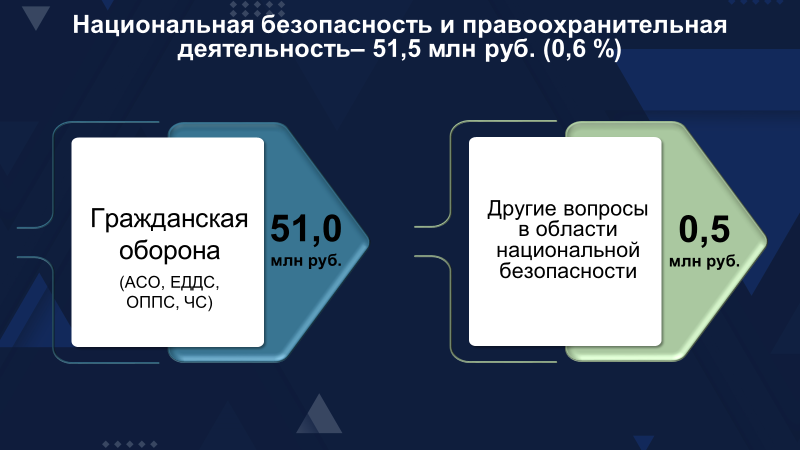 Национальная безопасность и правоохранительная
деятельность– 51,5 млн руб. (0,6 %)
Гражданская
оборона
(АСО, ЕДДС,
ОППС, ЧС)
51,0
млн руб.
Другие вопросы
в области
национальной
безопасности
0,5
млн руб.